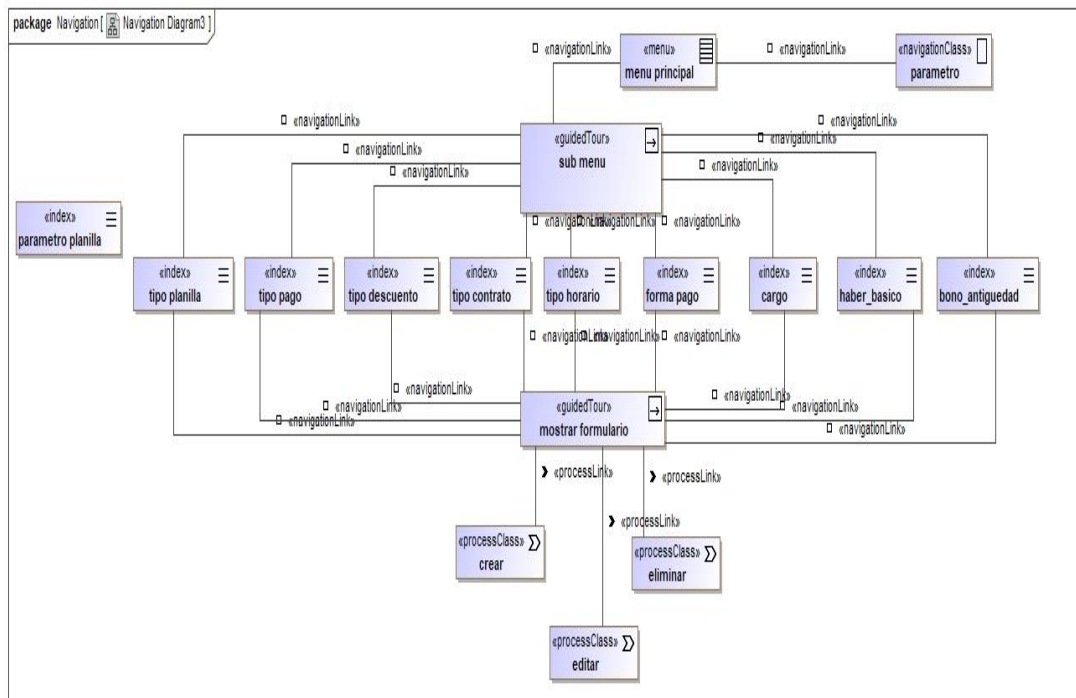 package Navigation [ Navigation Diagram3 ]
«navigationLink»
«menu»
menu principal
«navigationLink»
«navigationClass»
parametro
«navigationLink»
«navigationLink»
«navigationLink»
«guidedTour»
sub menu
«navigationLink»
«navigationLink»
«navigationLink»
«index»
parametro planilla
«navigationLink»
«navigationLink»
«navigationLink»
«index»
tipo planilla
«index»
tipo pago
«index»
tipo descuento
«index»
tipo contrato
«index»
tipo horario
«index»
forma pago
«index»
cargo
«index»
haber_basico
«index»
bono_antiguedad
«navigationLink»
«navigationLink»
«navigationLink»
«navigationLink»
«navigationLink»
«navigationLink»
«guidedTour»
mostrar formulario
«navigationLink»
«navigationLink»
«navigationLink»
«processLink»
«processLink»
«processLink»
«processClass»
crear
«processClass»
eliminar
«processClass»
editar